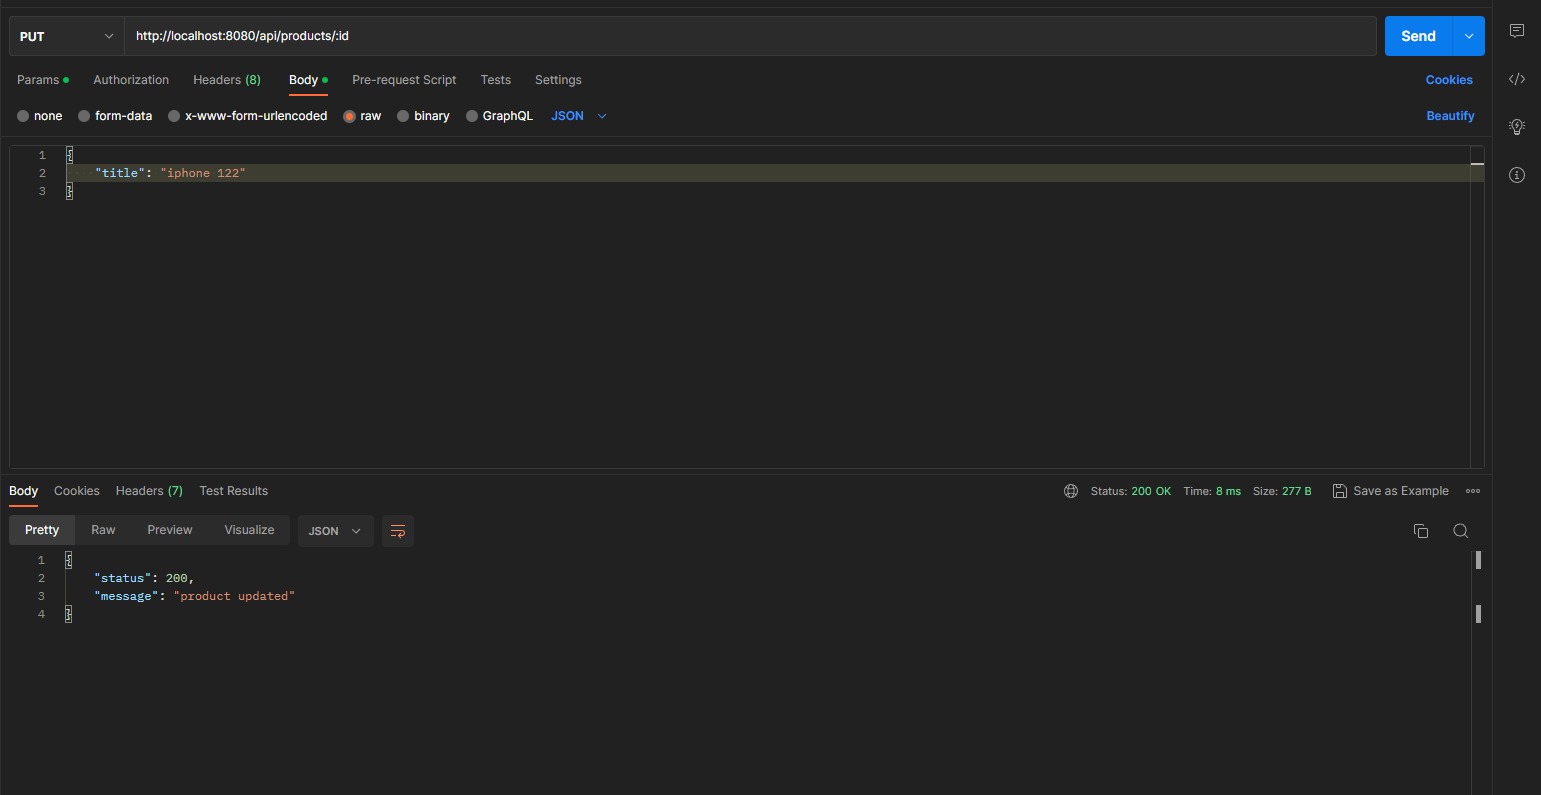 PUT http://localhost:8080/api/products/:id Send
Params Authorization Headers (8) Body Pre-request Script Tests Settings Cookies
none form-data x-www-form-urlencoded raw binary GraphQL JSON Beautify
1 {
2 "title": "iphone 122"
3 }
Body Cookies Headers (7) Test Results Status: 200 OK Time: 8 ms Size: 277 B Save as Example
Pretty Raw Preview Visualize JSON
1 {
2 "status": 200,
3 "message": "product updated"
4 }